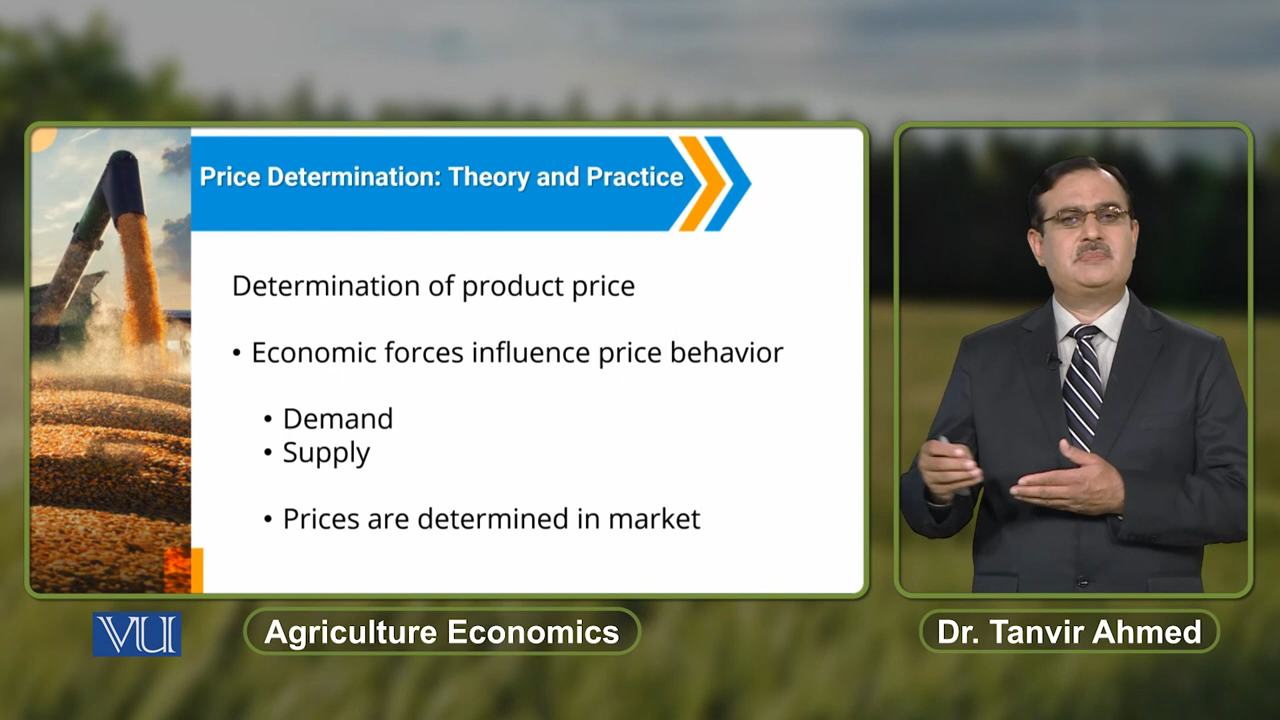 Price Determination: Theory and Practice
Determination of product price
• Economic forces influence price behavior
• Demand
• Supply
• Prices are determined in market
VU
Agriculture Economics
Dr. Tanvir Ahmed